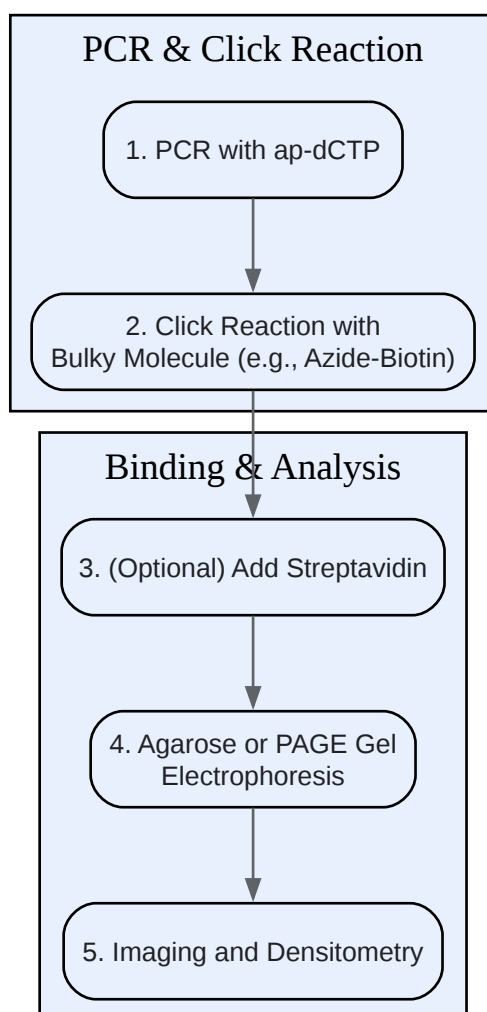 PCR & Click Reaction
1. PCR with ap-dCTP
2. Click Reaction with
Bulky Molecule (e.g., Azide-Biotin)
Binding & Analysis
3. (Optional) Add Streptavidin
4. Agarose or PAGE Gel
Electrophoresis
5. Imaging and Densitometry